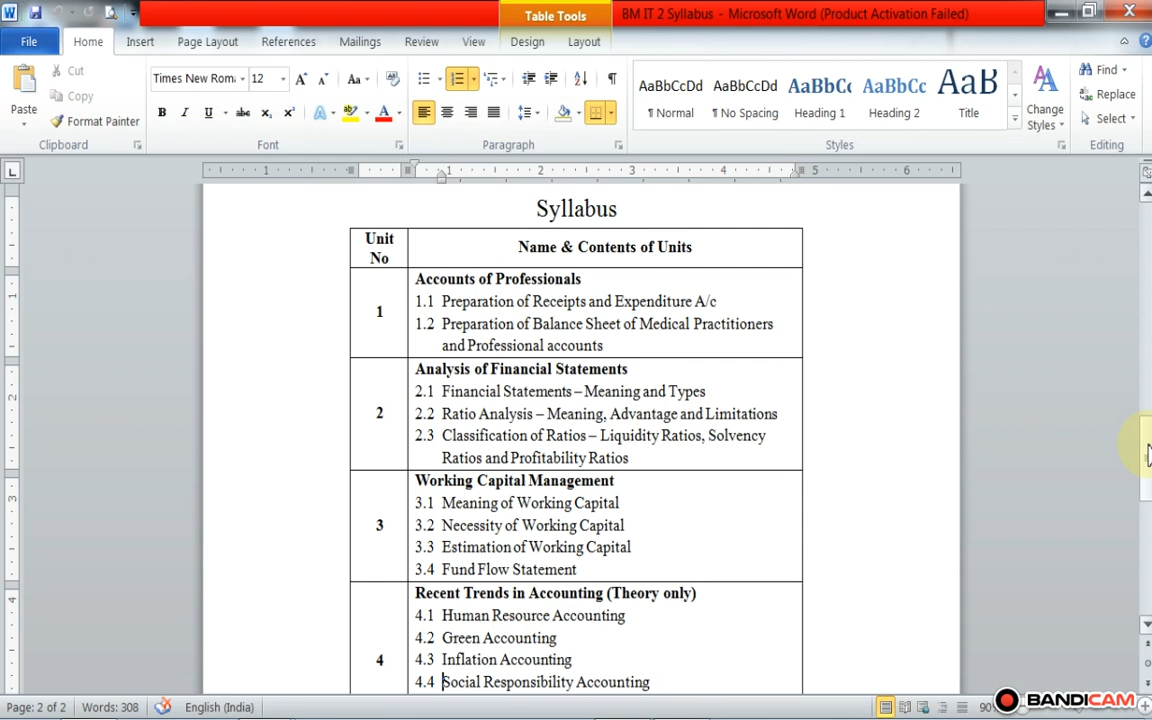 Table Tools
BM IT 2 Syllabus - Microsoft Word (Product Activation Failed)
File Home Insert Page Layout References Mailings Review View Design Layout
Paste
Cut
Copy
Format Painter
Times New Rom 12
AaBbCcDd AaBbCcDd AaBbCc AaBbCc AaB
¶ Normal ¶ No Spacing Heading 1 Heading 2 Title
Change Styles
Find
Replace
Select
Clipboard Font Paragraph Styles Editing
Syllabus
Unit No
Name & Contents of Units
1
Accounts of Professionals
1.1 Preparation of Receipts and Expenditure A/c
1.2 Preparation of Balance Sheet of Medical Practitioners
and Professional accounts
2
Analysis of Financial Statements
2.1 Financial Statements – Meaning and Types
2.2 Ratio Analysis – Meaning, Advantage and Limitations
2.3 Classification of Ratios – Liquidity Ratios, Solvency
Ratios and Profitability Ratios
3
Working Capital Management
3.1 Meaning of Working Capital
3.2 Necessity of Working Capital
3.3 Estimation of Working Capital
3.4 Fund Flow Statement
4
Recent Trends in Accounting (Theory only)
4.1 Human Resource Accounting
4.2 Green Accounting
4.3 Inflation Accounting
4.4 Social Responsibility Accounting
Page: 2 of 2 Words: 308 English (India)
BANDICAM